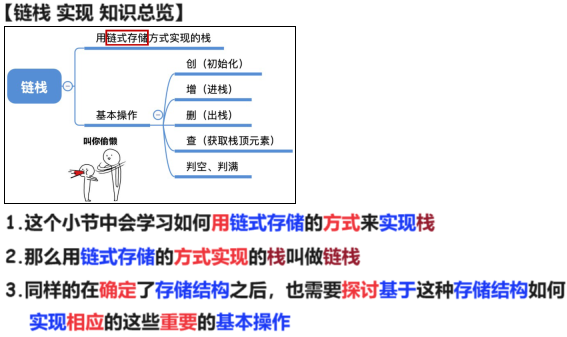 【链栈 实现 知识总览】
用链式存储方式实现的栈
创（初始化）
增（进栈）
链栈
基本操作
删（出栈）
查（获取栈顶元素）
判空、判满
叫你偷懒
1.这个小节中会学习如何用链式存储的方式来实现栈
2.那么用链式存储的方式实现的栈叫做链栈
3.同样的在确定了存储结构之后，也需要探讨基于这种存储结构如何
实现相应的这些重要的基本操作